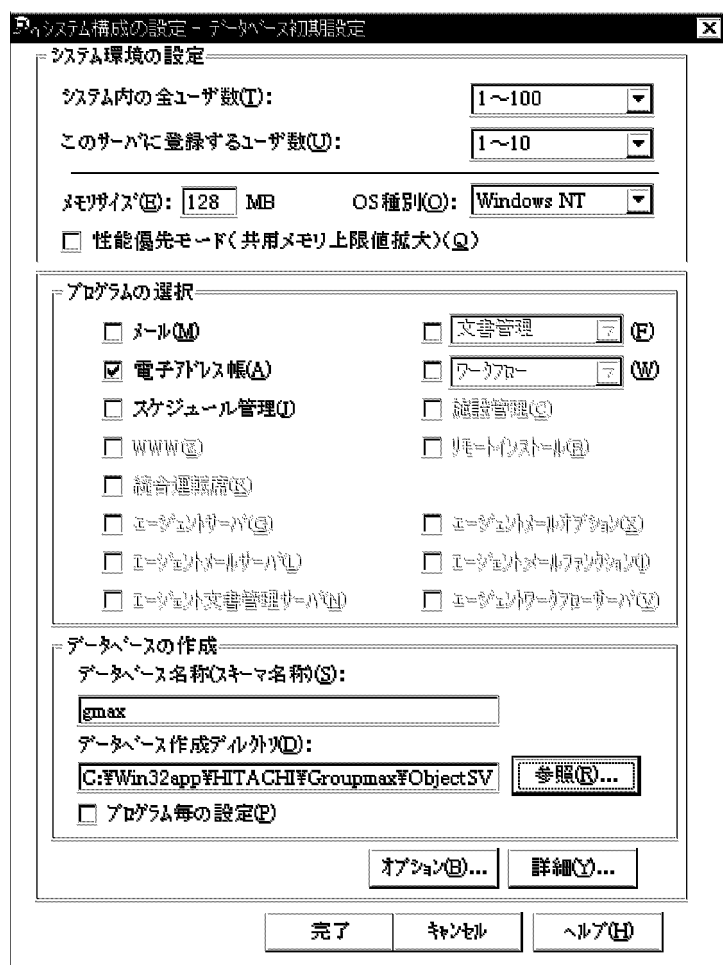 システム構成の設定 - データベース初期設定
システム環境の設定
システム内の全ユーザ数(T):
1～100
このサーバに登録するユーザ数(U):
1～10
メモリサイズ(E): 128 MB OS種別(O): Windows NT
性能優先モード(共用メモリ上限値拡大)(Q)
プログラムの選択
メール(M) 文書管理 (F)
電子アドレス帳(A) ワークフロー (W)
スケジュール管理(J) 施設管理(C)
WWW(Z) リモートインストール(R)
統合運転席(K)
エージェントサーバ(G) エージェントメールオプション(X)
エージェントメールサーバ(L) エージェントメールファンクション(I)
エージェント文書管理サーバ(N) エージェントワークフローサーバ(V)
データベースの作成
データベース名称(スキーマ名称)(S):
gmax
データベース作成ディレクトリ(D):
C:¥Win32app¥HITACHI¥Groupmax¥ObjectSV 参照(R)...
プログラム毎の設定(P)
オプション(B)... 詳細(Y)...
完了 キャンセル ヘルプ(H)